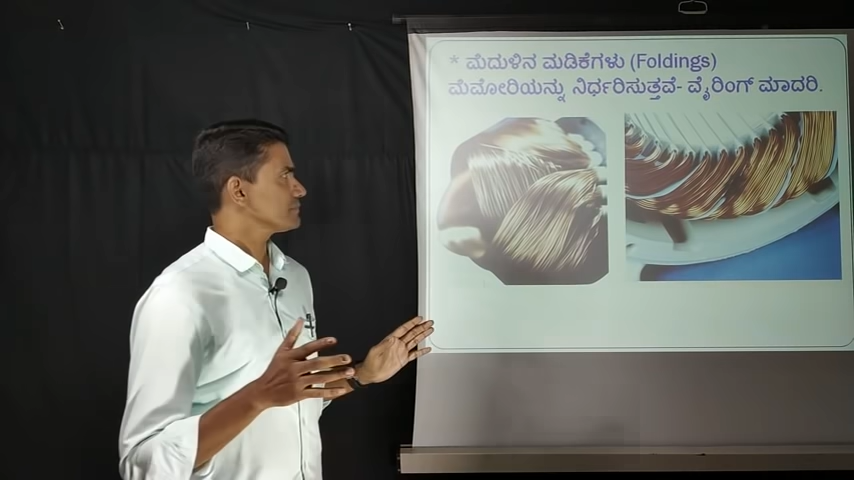 * ಮೆದುಳಿನ ಮಡಿಕೆಗಳು (Foldings)
ಮೆಮೋರಿಯನ್ನು ನಿರ್ಧರಿಸುತ್ತವೆ- ವೈರಿಂಗ್ ಮಾದರಿ.